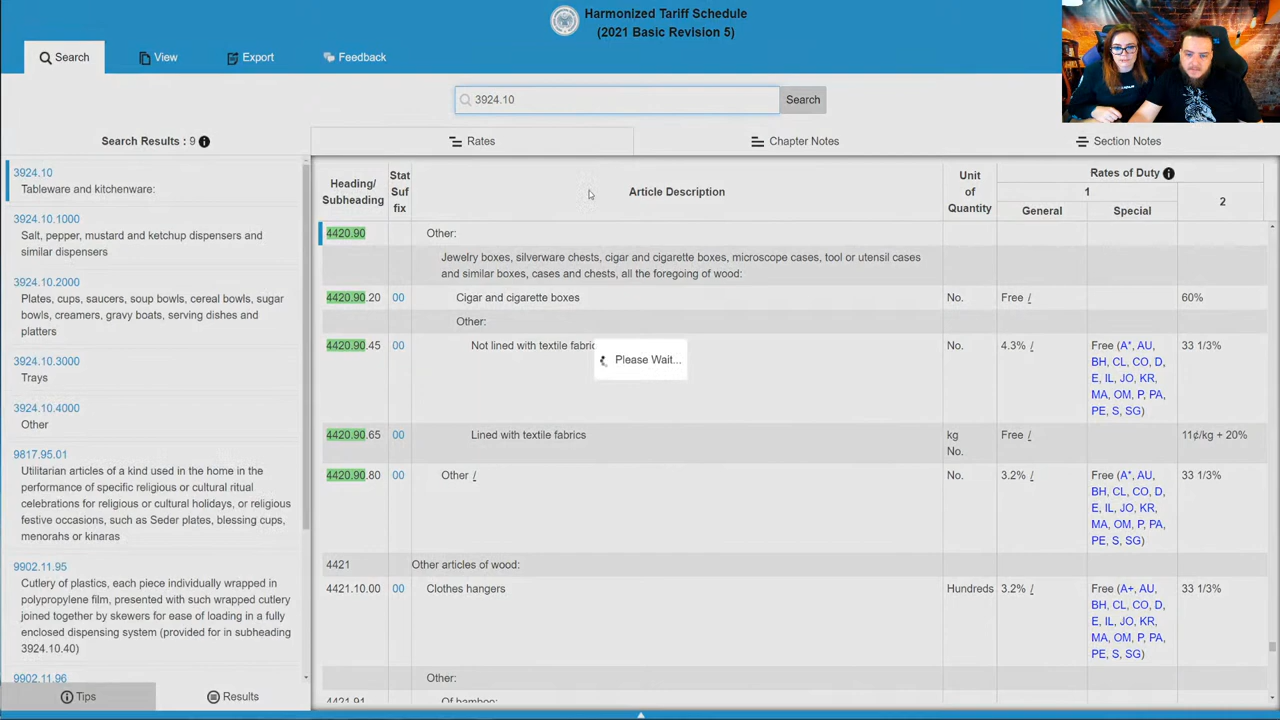 Harmonized Tariff Schedule
(2021 Basic Revision 5)
Search
View
Export
Feedback
3924.10
Search
Search Results : 9
Rates
Chapter Notes
Section Notes
3924.10
Tableware and kitchenware:
3924.10.1000
Salt, pepper, mustard and ketchup dispensers and
similar dispensers
3924.10.2000
Plates, cups, saucers, soup bowls, cereal bowls, sugar
bowls, creamers, gravy boats, serving dishes and
platters
3924.10.3000
Trays
3924.10.4000
Other
9817.95.01
Utilitarian articles of a kind used in the home in the
performance of specific religious or cultural ritual
celebrations for religious or cultural holidays, or religious
festive occasions, such as Seder plates, blessing cups,
menorahs or kinaras
9902.11.95
Cutlery of plastics, each piece individually wrapped in
polypropylene film, presented with such wrapped cutlery
joined together by skewers for ease of loading in a fully
enclosed dispensing system (provided for in subheading
3924.10.40)
9902.11.96
Tips
Results
Heading/
Subheading
Stat
Suf
fix
Article Description
Unit
of
Quantity
Rates of Duty
1
2
General
Special
4420.90 Other:
Jewelry boxes, silverware chests, cigar and cigarette boxes, microscope cases, tool or utensil cases
and similar boxes, cases and chests, all the foregoing of wood:
4420.90.20 00 Cigar and cigarette boxes No. Free / 60%
Other:
4420.90.45 00 Not lined with textile fabric No. 4.3% / Free (A*, AU, 33 1/3%
BH, CL, CO, D,
E, IL, JO, KR,
MA, OM, P, PA,
PE, S, SG)
Please Wait...
4420.90.65 00 Lined with textile fabrics kg Free / 11¢/kg + 20%
No.
4420.90.80 00 Other / No. 3.2% / Free (A*, AU, 33 1/3%
BH, CL, CO, D,
E, IL, JO, KR,
MA, OM, P, PA,
PE, S, SG)
4421 Other articles of wood:
4421.10.00 00 Clothes hangers Hundreds 3.2% / Free (A+, AU, 33 1/3%
BH, CL, CO, D,
E, IL, JO, KR,
MA, OM, P, PA,
PE, S, SG)
Other:
4421.91 Of bamboo: